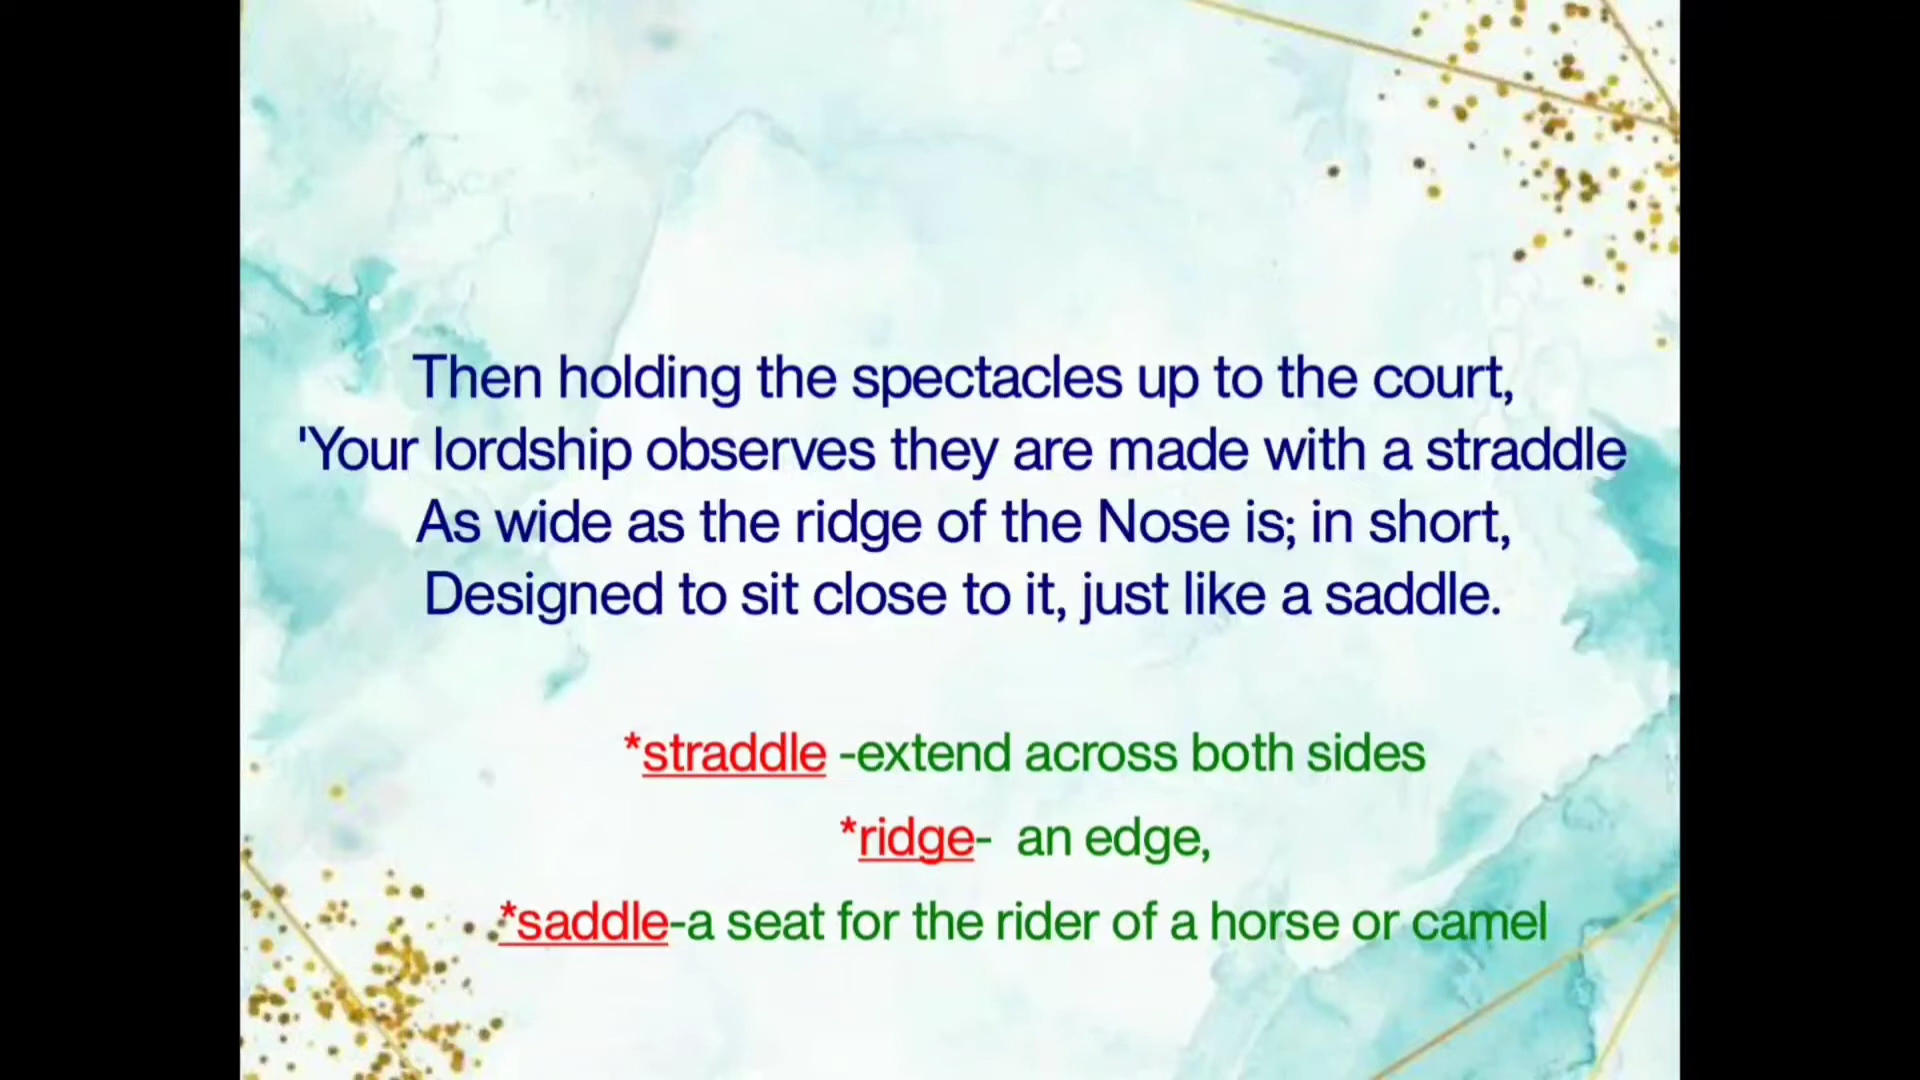 Then holding the spectacles up to the court,
'Your lordship observes they are made with a straddle
As wide as the ridge of the Nose is; in short,
Designed to sit close to it, just like a saddle.
*straddle -extend across both sides
*ridge- an edge,
*saddle-a seat for the rider of a horse or camel